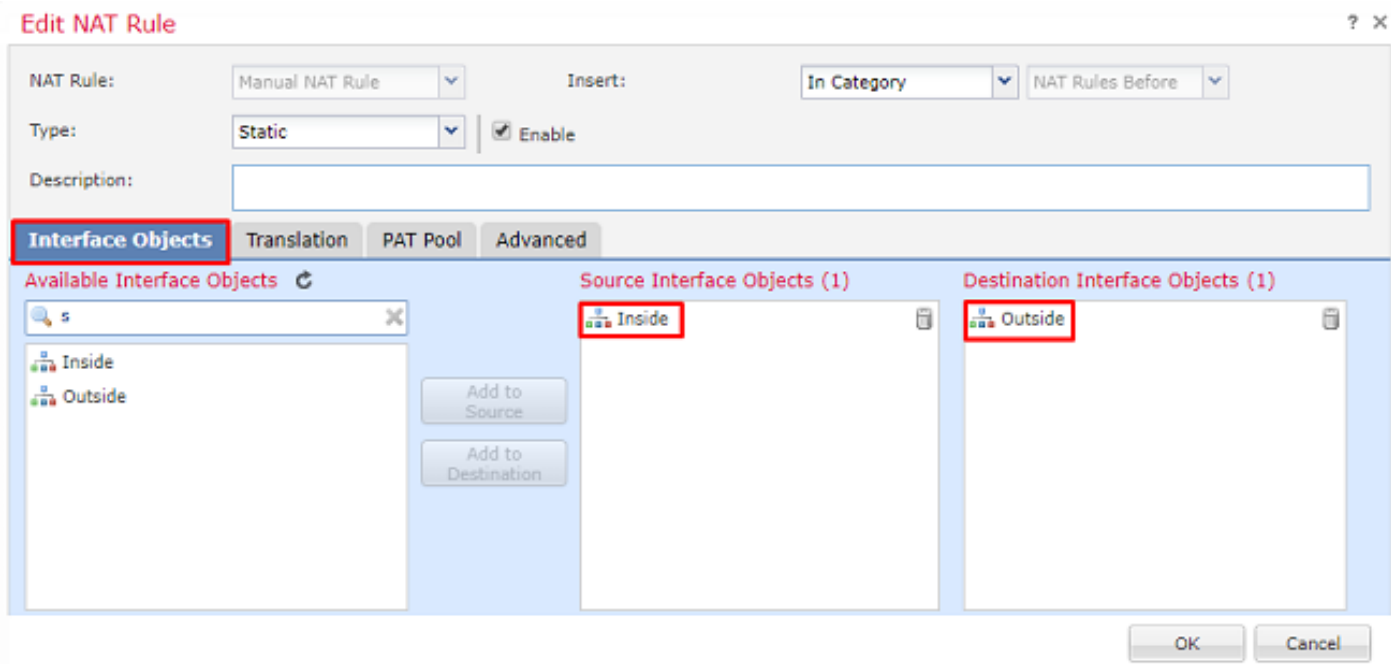 Edit NAT Rule ? ×
NAT Rule: Manual NAT Rule Insert: In Category NAT Rules Before
Type: Static Enable
Description:
Interface Objects Translation PAT Pool Advanced
Available Interface Objects Source Interface Objects (1) Destination Interface Objects (1)
s Inside Outside
Inside
Outside
Add to
Source
Add to
Destination
OK Cancel